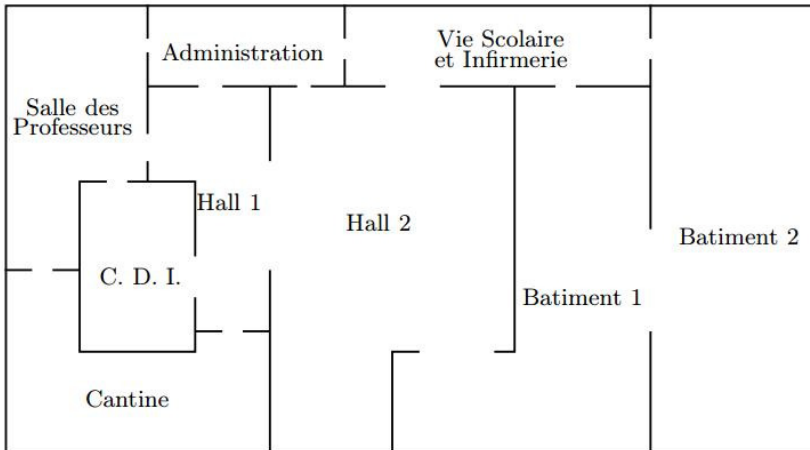 Administration
Vie Scolaire
et Infirmerie
Salle des
Professeurs
Hall 1
Hall 2
Batiment 2
C. D. I.
Batiment 1
Cantine